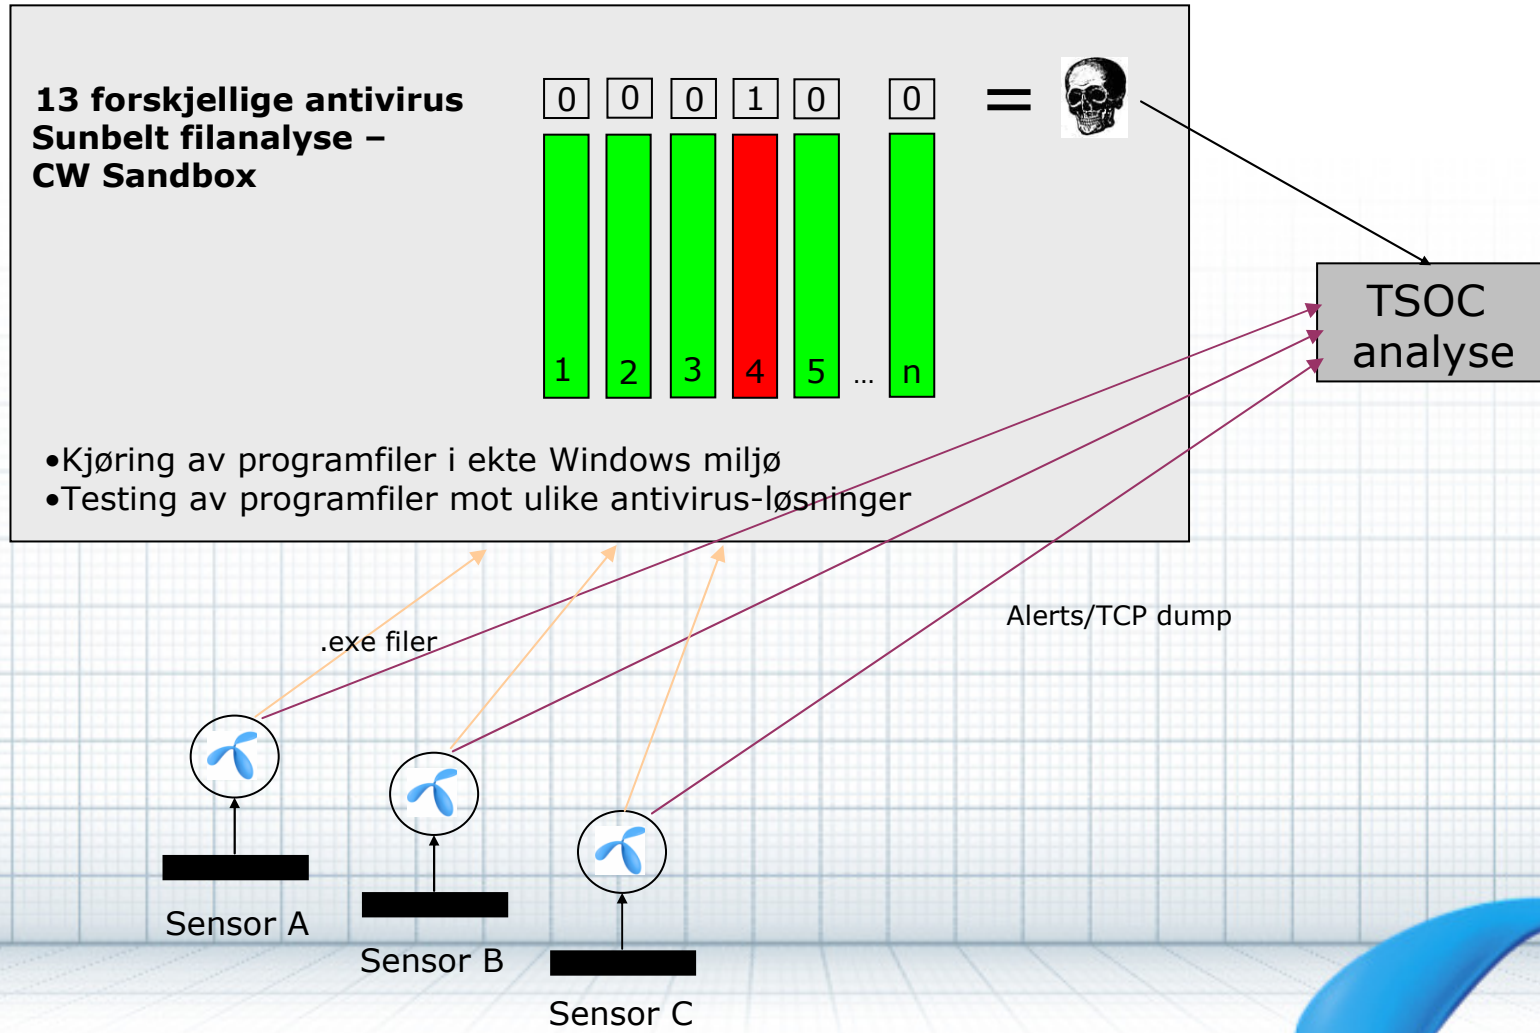 13 forskjellige antivirus
Sunbelt filanalyse –
CW Sandbox
0 0 0 1 0 0 =
1 2 3 4 5 ... n
•Kjøring av programfiler i ekte Windows miljø
•Testing av programfiler mot ulike antivirus-løsninger
TSOC
analyse
Alerts/TCP dump
.exe filer
Sensor A
Sensor B
Sensor C